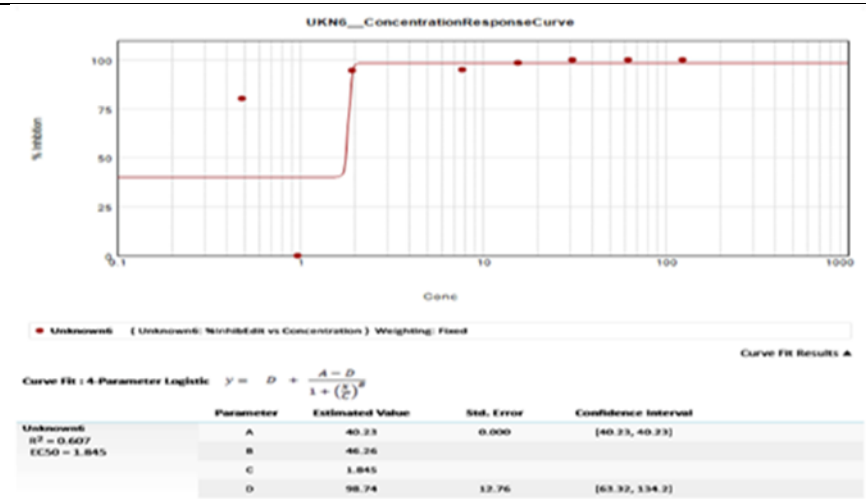 UKN6__ConcentrationResponseCurve
100
75
50
25
0
% Inhibition
0.1
1
10
100
1000
Conc
Unknown6 ( Unknown6: %InhibEdit vs Concentration ) Weighting: Fixed
Curve Fit Results ▲
Curve Fit : 4-Parameter Logistic y = D + A - D / 1 + (x/C)^B
Parameter Estimated Value Std. Error Confidence Interval
Unknown6
R² = 0.607
EC50 = 1.845
A 40.23 0.000 [40.23, 40.23]
B 46.26
C 1.845
D 98.74 12.76 [63.32, 134.2]